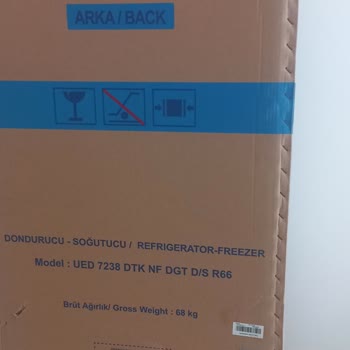 ARKA / BACK
DONDURUCU - SOĞUTUCU / REFRIGERATOR-FREEZER
Model : UED 7238 DTK NF DGT D/S R66
Brüt Ağırlık/ Gross Weight : 68 kg